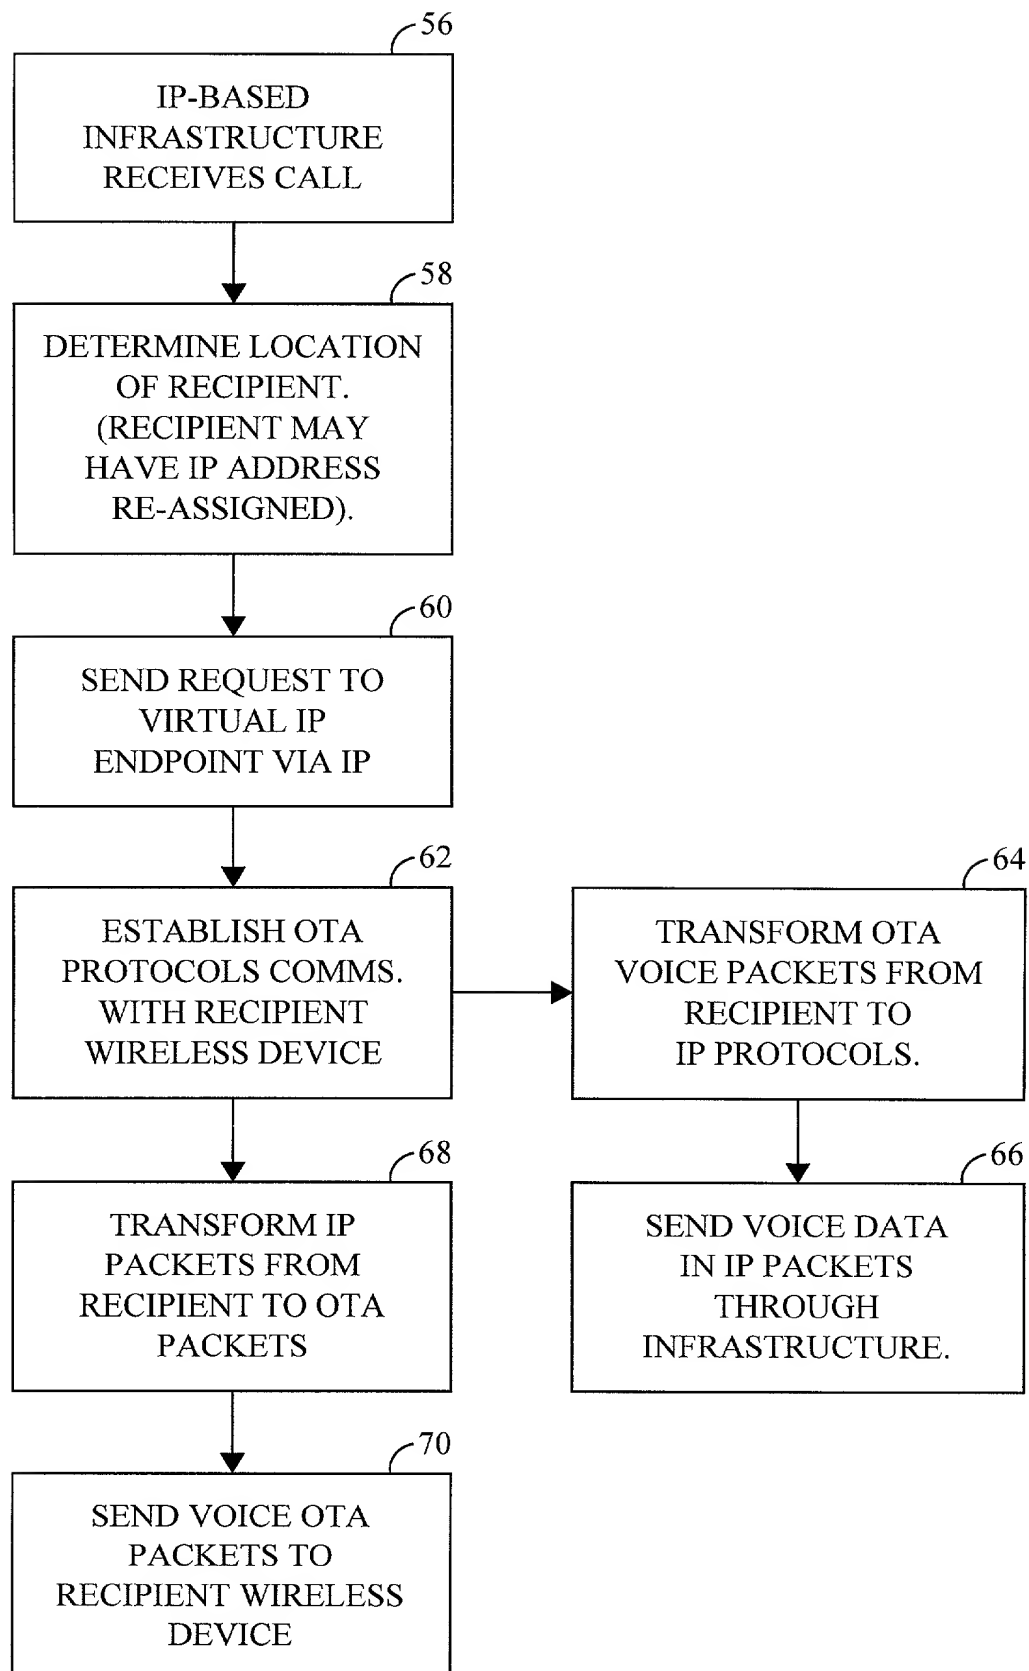 56
IP-BASED
INFRASTRUCTURE
RECEIVES CALL
58
DETERMINE LOCATION
OF RECIPIENT.
(RECIPIENT MAY
HAVE IP ADDRESS
RE-ASSIGNED).
60
SEND REQUEST TO
VIRTUAL IP
ENDPOINT VIA IP
62
ESTABLISH OTA
PROTOCOLS COMMS.
WITH RECIPIENT
WIRELESS DEVICE
64
TRANSFORM OTA
VOICE PACKETS FROM
RECIPIENT TO
IP PROTOCOLS.
66
SEND VOICE DATA
IN IP PACKETS
THROUGH
INFRASTRUCTURE.
68
TRANSFORM IP
PACKETS FROM
RECIPIENT TO OTA
PACKETS
70
SEND VOICE OTA
PACKETS TO
RECIPIENT WIRELESS
DEVICE